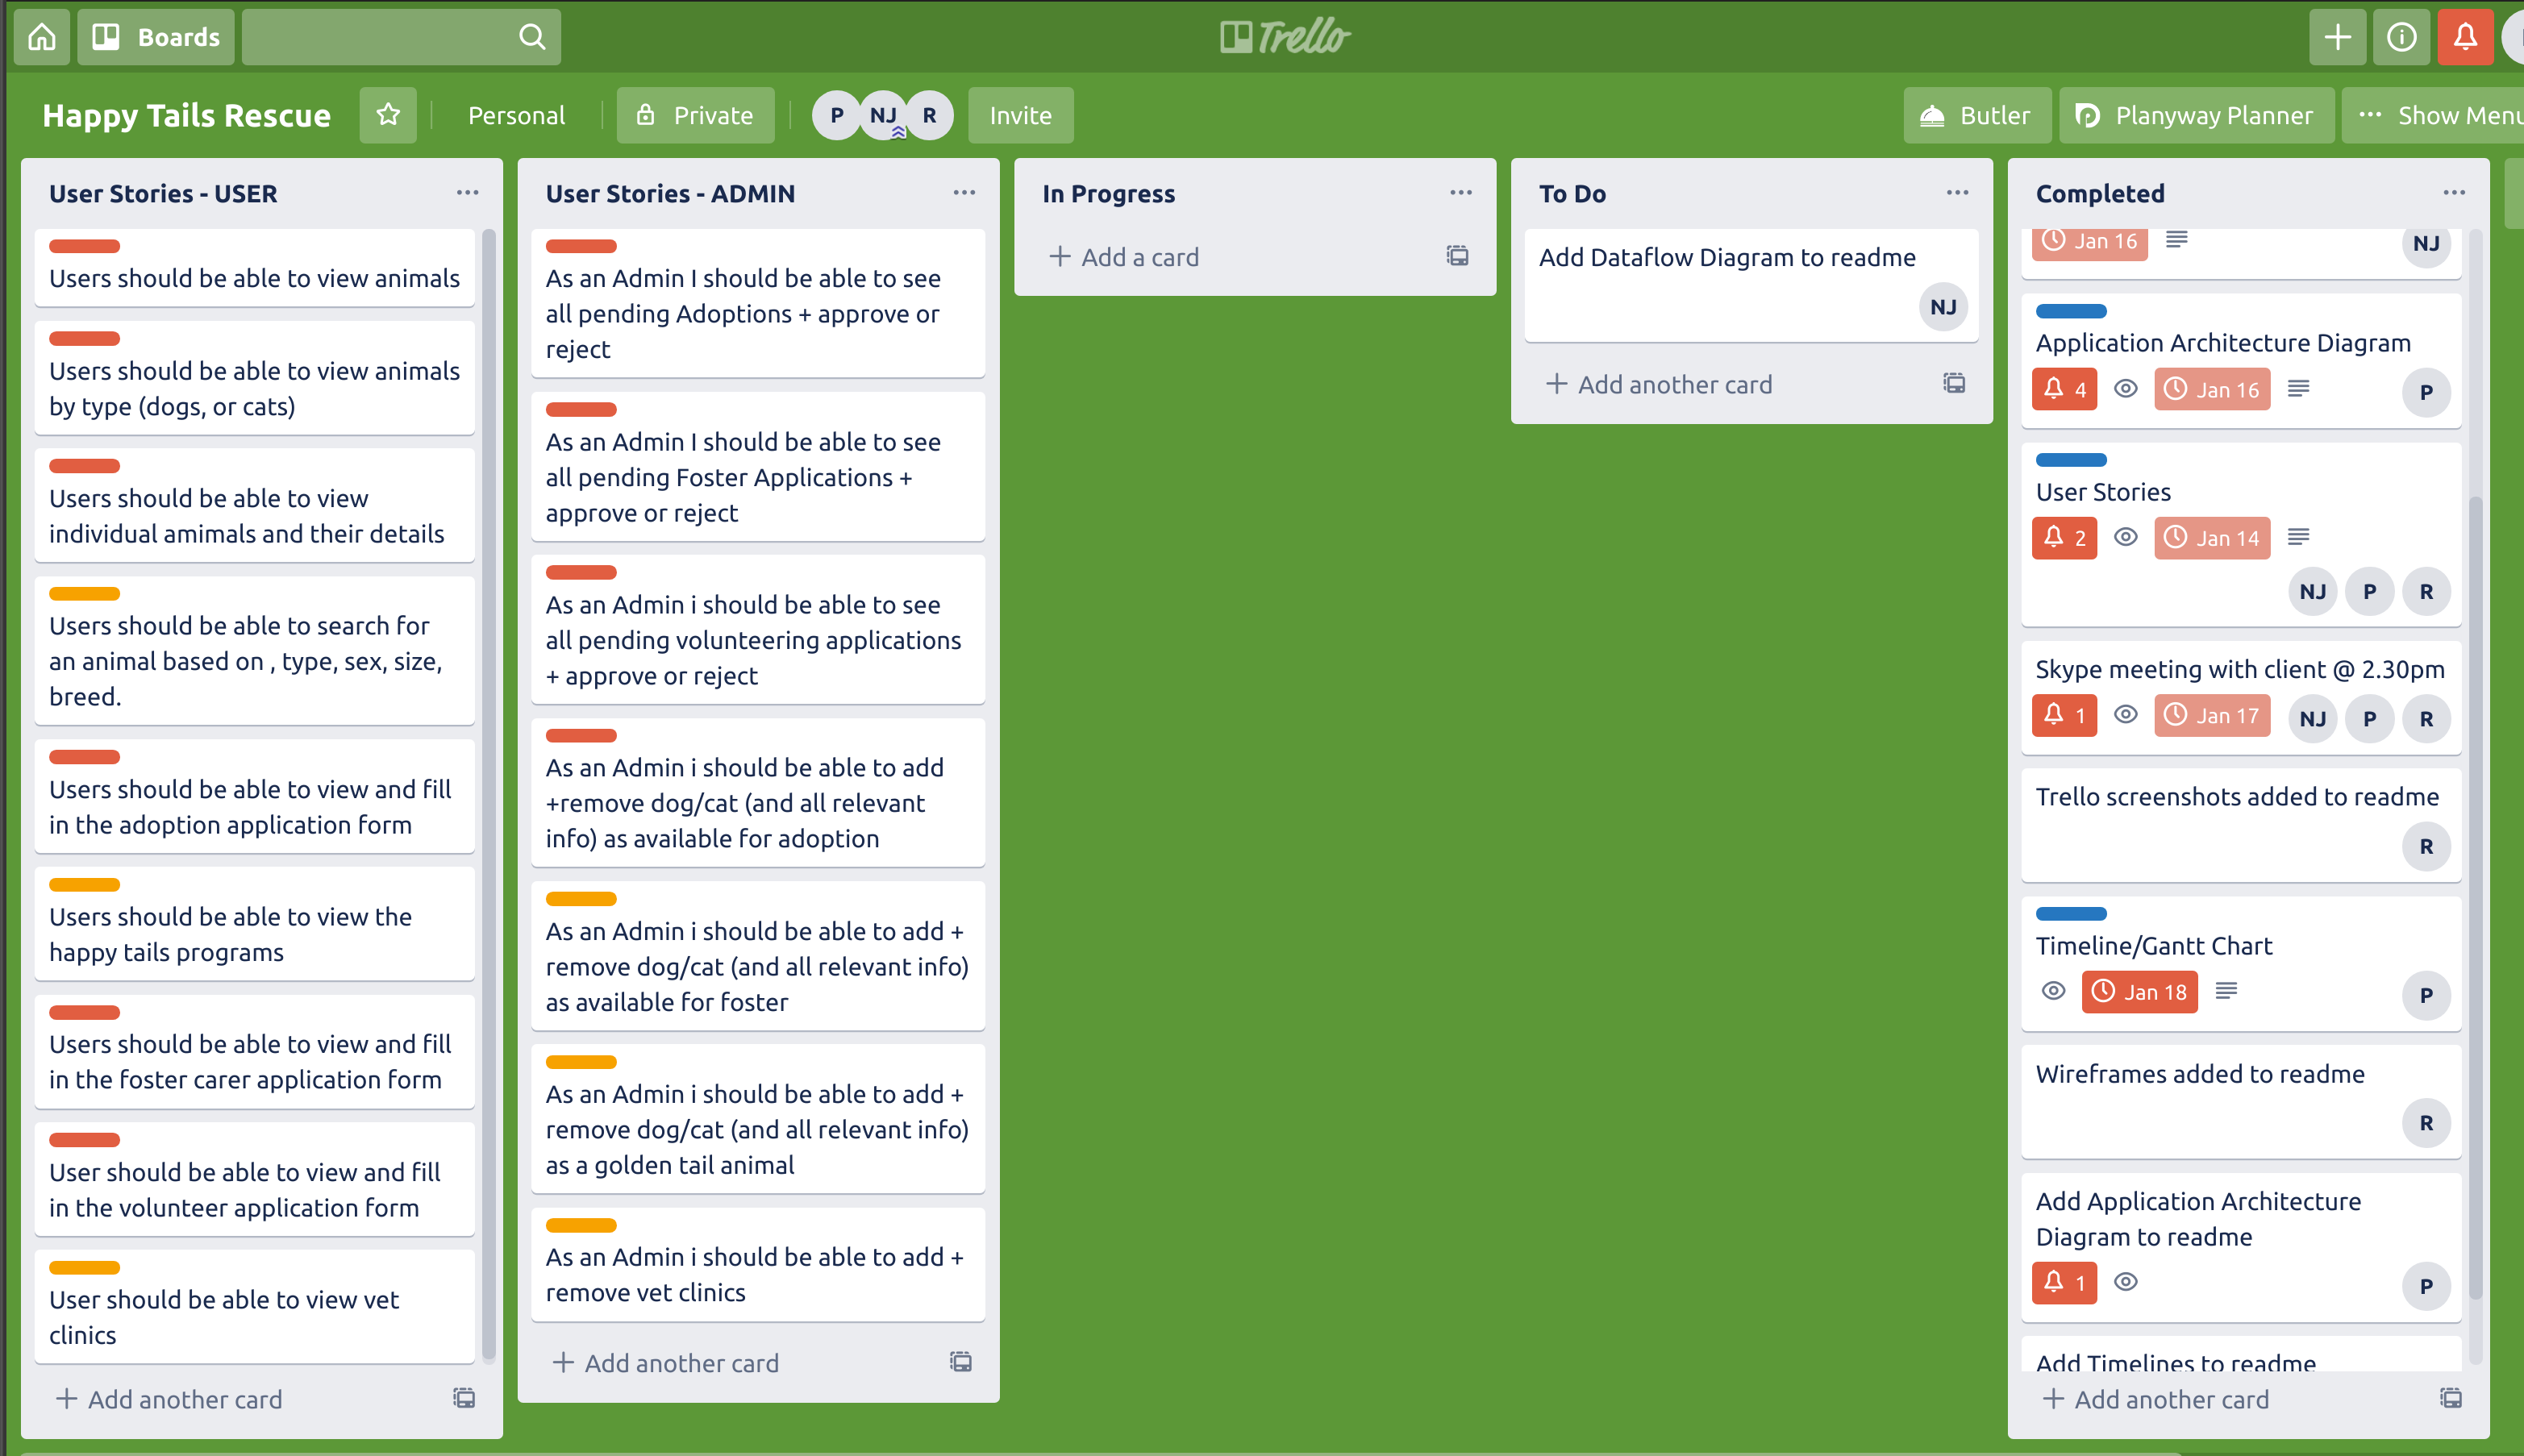 Boards
Trello
Happy Tails Rescue
Personal
Private
P
NJ
R
Invite
Butler
Planyway Planner
Show Menu
User Stories - USER
Users should be able to view animals
Users should be able to view animals
by type (dogs, or cats)
Users should be able to view
individual amimals and their details
Users should be able to search for
an animal based on , type, sex, size,
breed.
Users should be able to view and fill
in the adoption application form
Users should be able to view the
happy tails programs
Users should be able to view and fill
in the foster carer application form
User should be able to view and fill
in the volunteer application form
User should be able to view vet
clinics
+ Add another card
User Stories - ADMIN
As an Admin I should be able to see
all pending Adoptions + approve or
reject
As an Admin I should be able to see
all pending Foster Applications +
approve or reject
As an Admin i should be able to see
all pending volunteering applications
+ approve or reject
As an Admin i should be able to add
+remove dog/cat (and all relevant
info) as available for adoption
As an Admin i should be able to add +
remove dog/cat (and all relevant info)
as available for foster
As an Admin i should be able to add +
remove dog/cat (and all relevant info)
as a golden tail animal
As an Admin i should be able to add +
remove vet clinics
+ Add another card
In Progress
+ Add a card
To Do
Add Dataflow Diagram to readme
NJ
+ Add another card
Completed
Jan 16
NJ
Application Architecture Diagram
4
Jan 16
P
User Stories
2
Jan 14
NJ P R
Skype meeting with client @ 2.30pm
1
Jan 17
NJ P R
Trello screenshots added to readme
R
Timeline/Gantt Chart
Jan 18
P
Wireframes added to readme
R
Add Application Architecture
Diagram to readme
1
P
Add Timelines to readme
+ Add another card